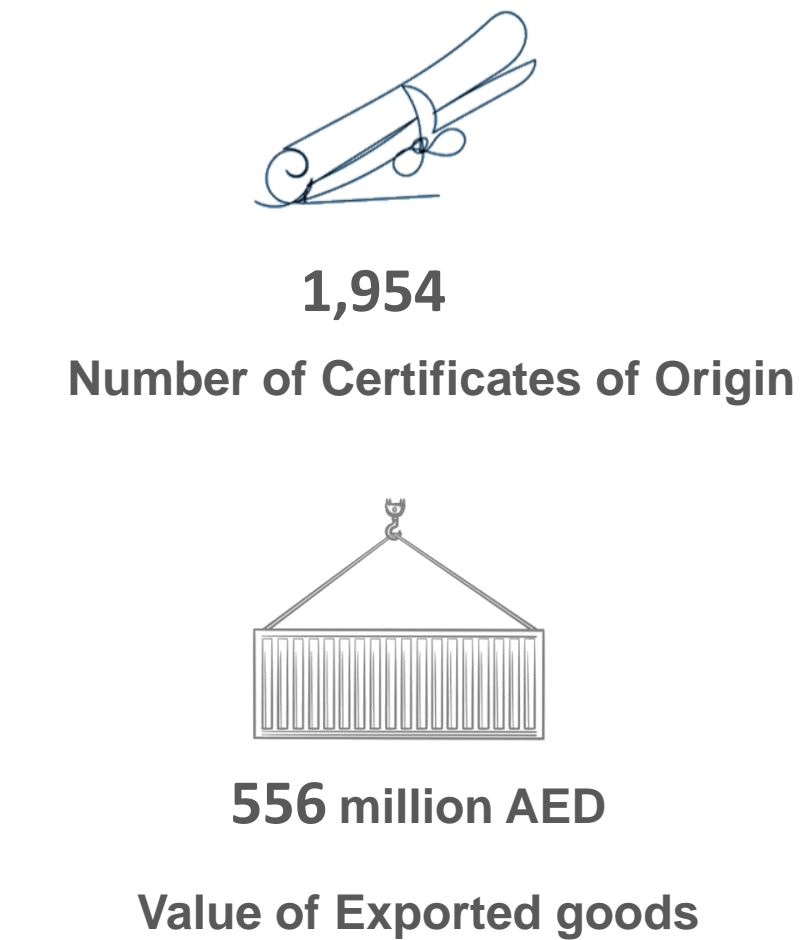 1,954
Number of Certificates of Origin
556 million AED
Value of Exported goods